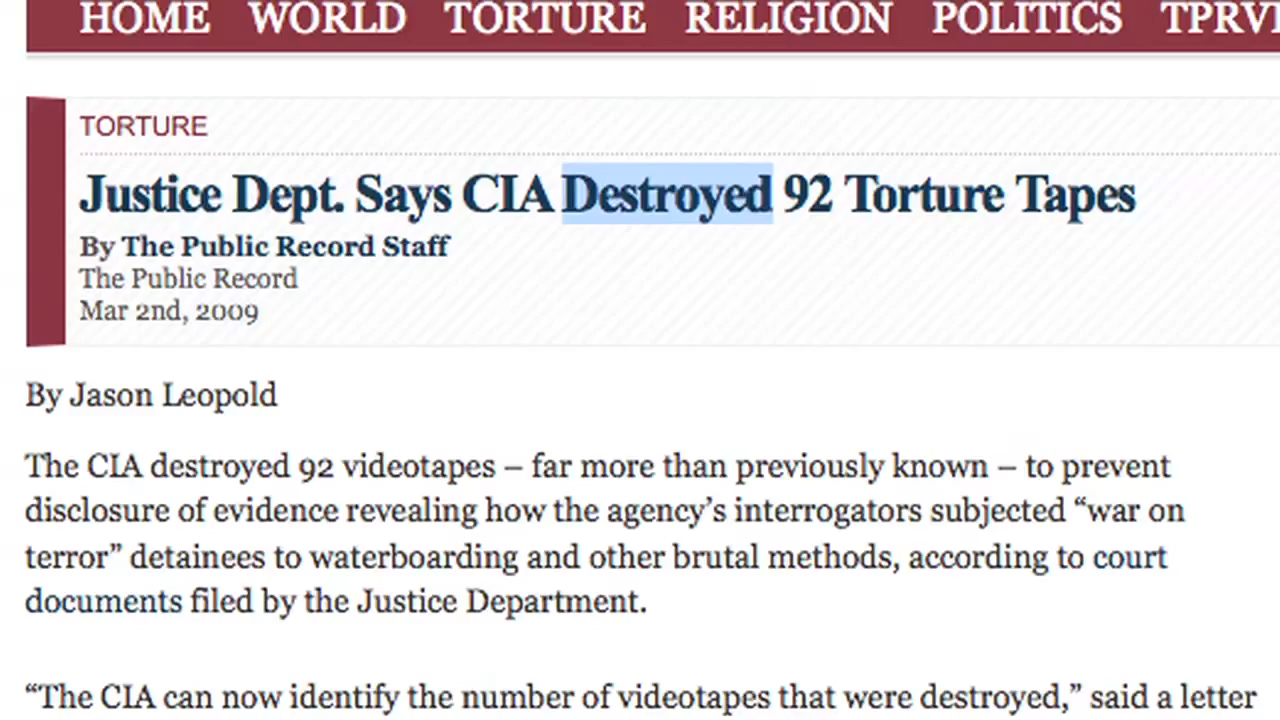 HOME WORLD TORTURE RELIGION POLITICS TPRVI
TORTURE
Justice Dept. Says CIA Destroyed 92 Torture Tapes
By The Public Record Staff
The Public Record
Mar 2nd, 2009
By Jason Leopold
The CIA destroyed 92 videotapes – far more than previously known – to prevent
disclosure of evidence revealing how the agency’s interrogators subjected “war on
terror” detainees to waterboarding and other brutal methods, according to court
documents filed by the Justice Department.
“The CIA can now identify the number of videotapes that were destroyed,” said a letter